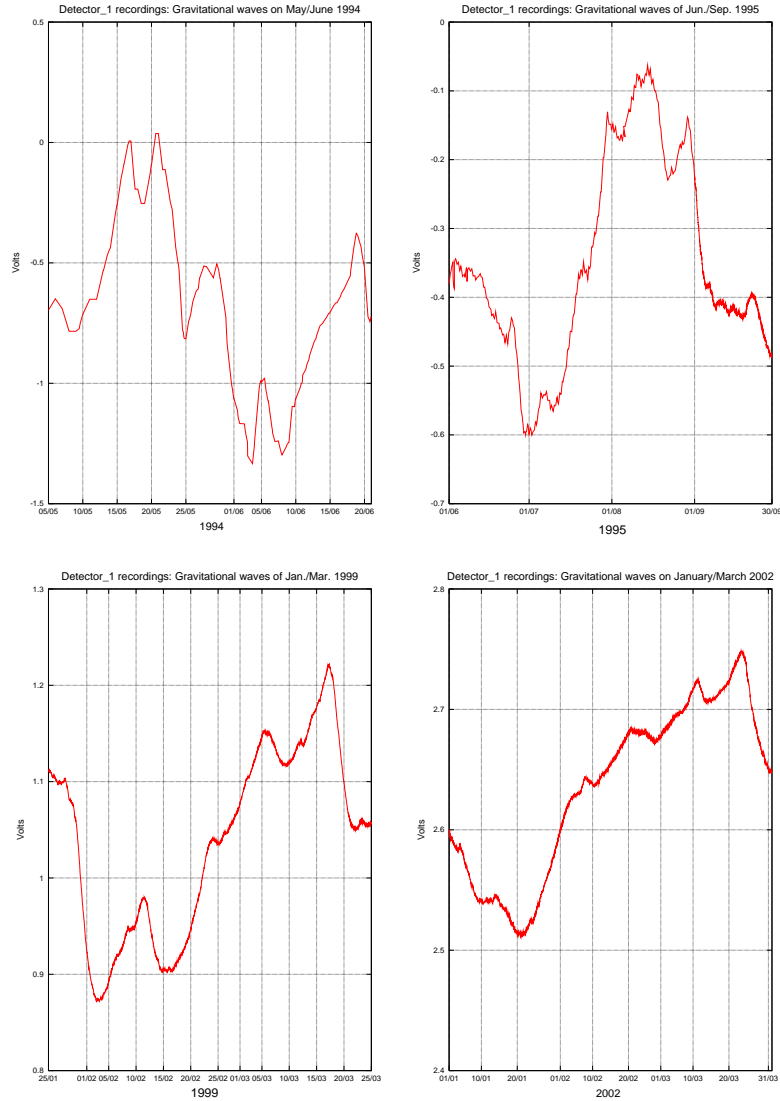 Detector_1 recordings: Gravitational waves on May/June 1994
0.5
0
-0.5
-1
-1.5
Volts
05/05 10/05 15/05 20/05 25/05 01/06 05/06 10/06 15/06 20/06
1994
Detector_1 recordings: Gravitational waves of Jun./Sep. 1995
0
-0.1
-0.2
-0.3
-0.4
-0.5
-0.6
-0.7
Volts
01/06 01/07 01/08 01/09 30/09
1995
Detector_1 recordings: Gravitational waves of Jan./Mar. 1999
1.3
1.2
1.1
1
0.9
0.8
Volts
25/01 01/02 05/02 10/02 15/02 20/02 25/02 01/03 05/03 10/03 15/03 20/03 25/03
1999
Detector_1 recordings: Gravitational waves on January/March 2002
2.8
2.7
2.6
2.5
2.4
Volts
01/01 10/01 20/01 01/02 10/02 20/02 01/03 10/03 20/03 31/03
2002